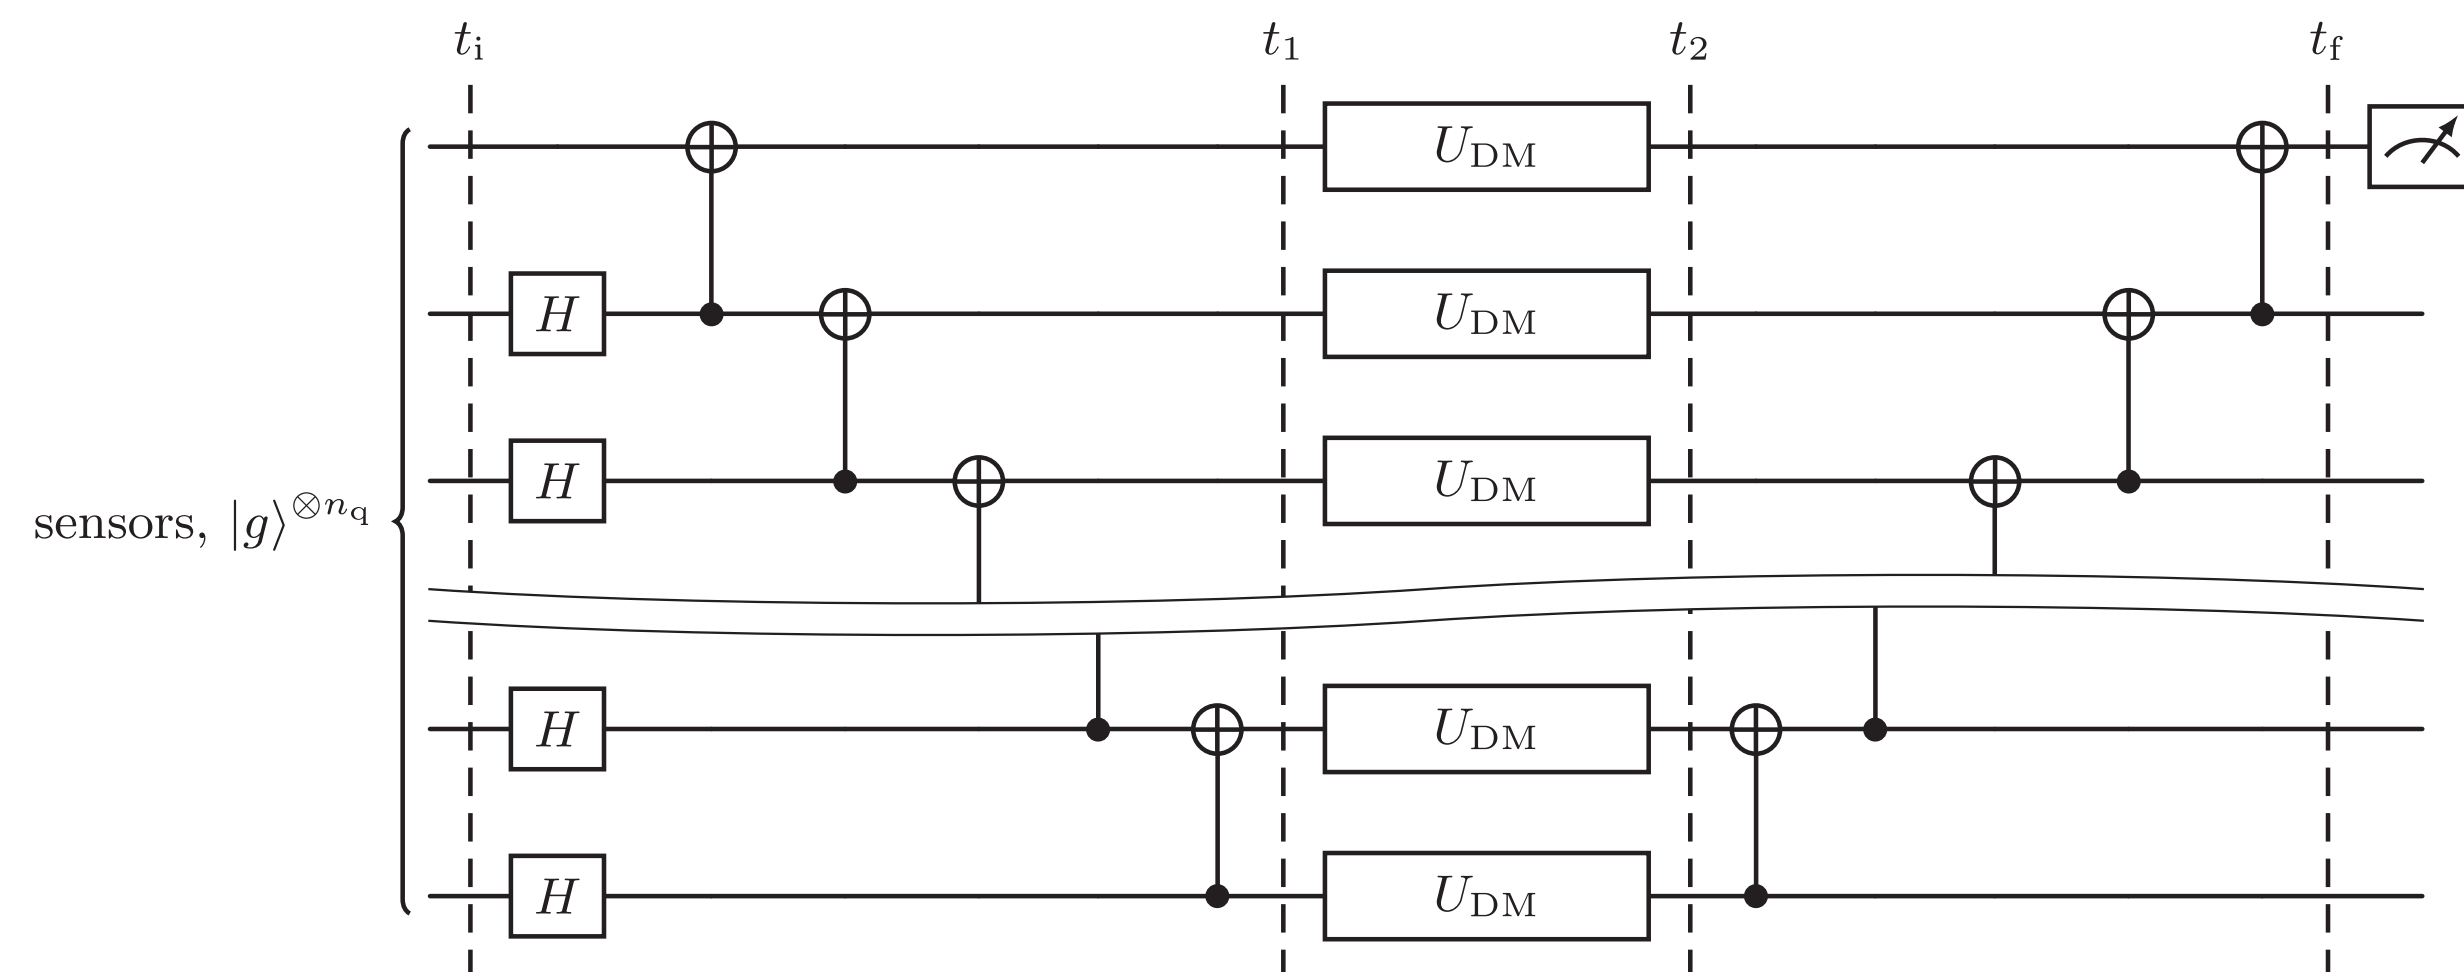 t_i t_1 t_2 t_f
U_DM
H U_DM
H U_DM
sensors, |g⟩^{⊗n_q}
H U_DM
H U_DM